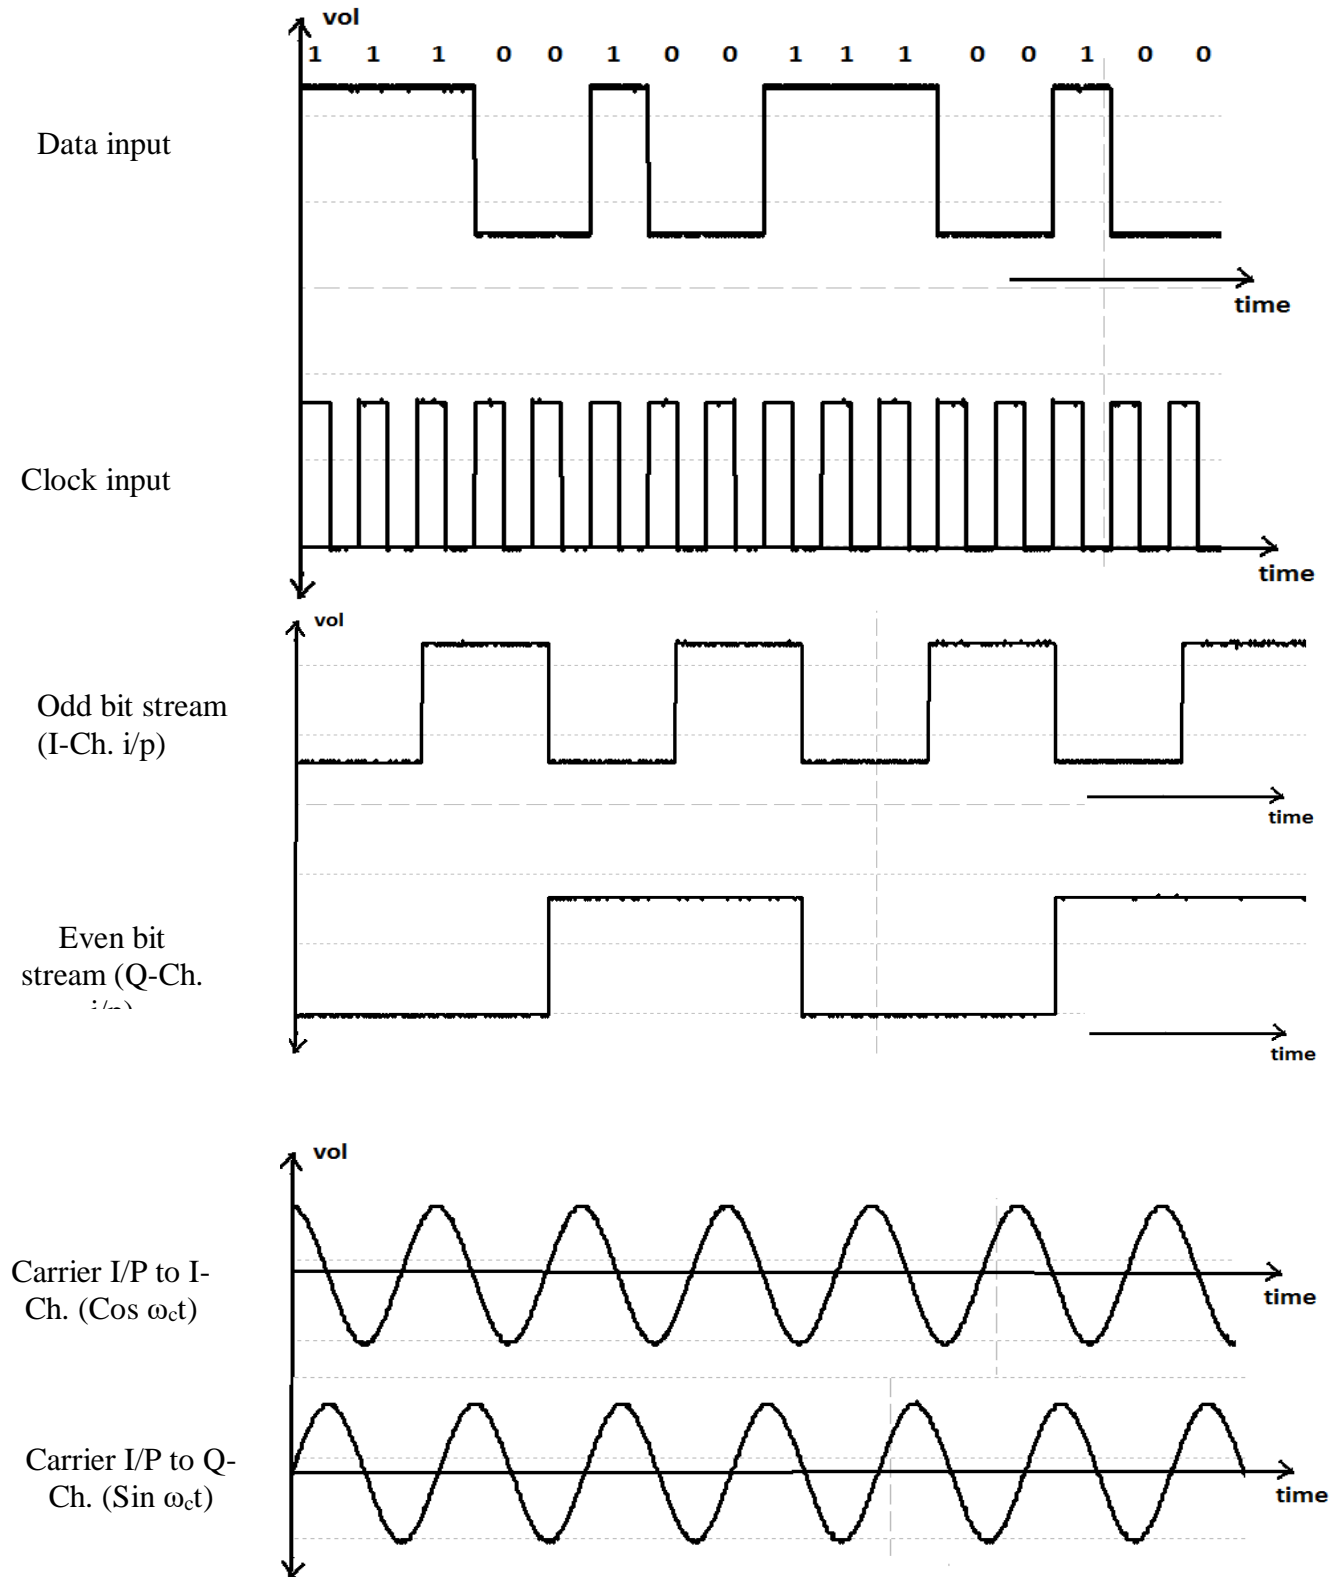 vol
1 1 1 0 0 1 0 0 1 1 1 0 0 1 0 0
Data input
time
Clock input
time
vol
Odd bit stream
(I-Ch. i/p)
time
Even bit
stream (Q-Ch.
i/p)
time
vol
Carrier I/P to I-
Ch. (Cos ωct)
time
Carrier I/P to Q-
Ch. (Sin ωct)
time